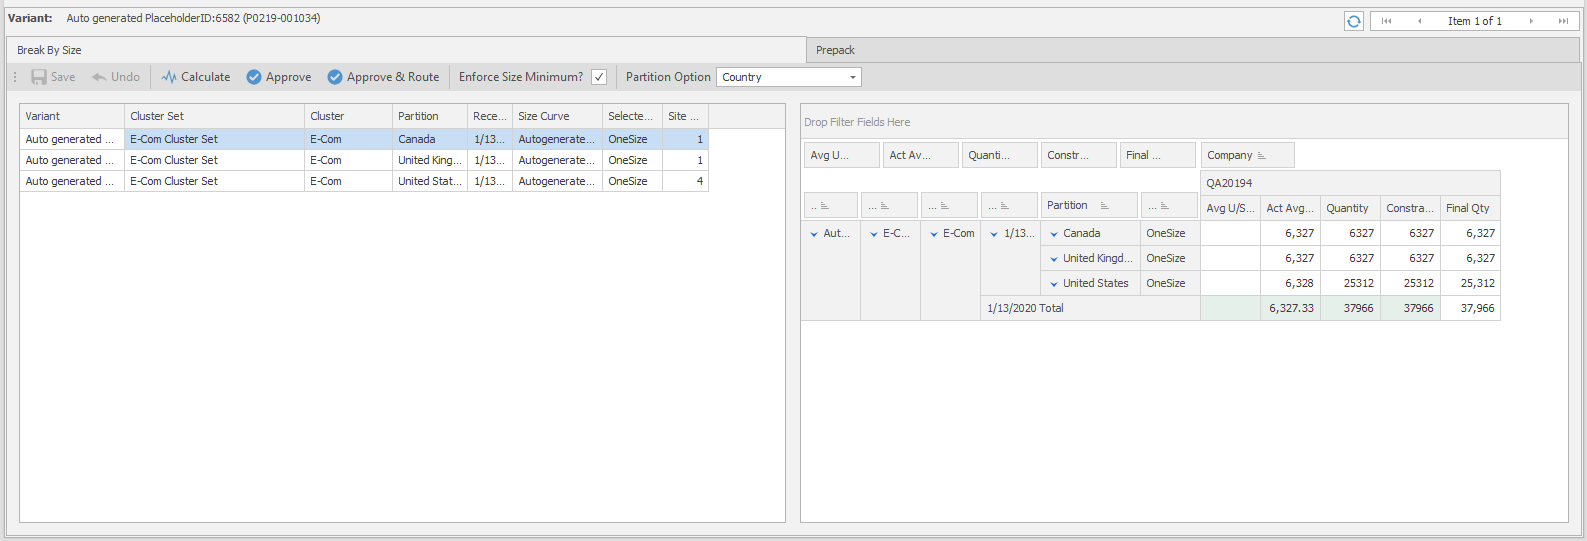 Variant: Auto generated PlaceholderID:6582 (P0219-001034)
Item 1 of 1
Break By Size
Prepack
Save Undo Calculate Approve Approve & Route Enforce Size Minimum? Partition Option Country
Variant Cluster Set Cluster Partition Rece... Size Curve Selecte... Site ...
Auto generated ... E-Com Cluster Set E-Com Canada 1/13... Autogenerate... OneSize 1
Auto generated ... E-Com Cluster Set E-Com United King... 1/13... Autogenerate... OneSize 1
Auto generated ... E-Com Cluster Set E-Com United Stat... 1/13... Autogenerate... OneSize 4
Drop Filter Fields Here
Avg U... Act Av... Quanti... Constr... Final ... Company
QA20194
.. ... ... ... Partition ... Avg U/S... Act Avg... Quantity Constra... Final Qty
Aut... E-C... E-Com 1/13... Canada OneSize 6,327 6327 6327 6,327
United Kingd... OneSize 6,327 6327 6327 6,327
United States OneSize 6,328 25312 25312 25,312
1/13/2020 Total 6,327.33 37966 37966 37,966